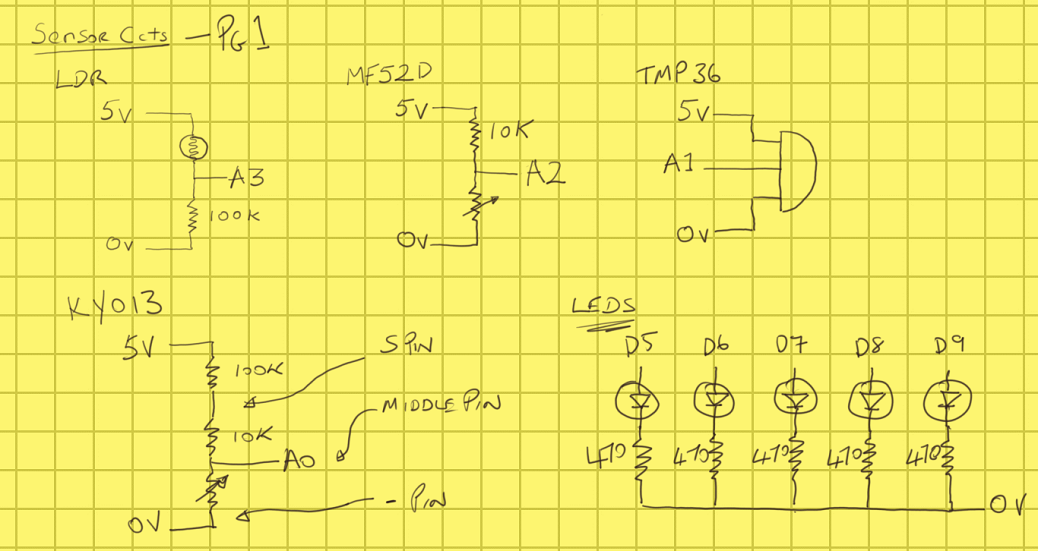 Sensor Ccts - PG1
LDR
5V
A3
100K
0V
MF52D
5V
10K
A2
0V
TMP36
5V
A1
0V
KY013
5V
100K
S PIN
10K
MIDDLE PIN
A0
- PIN
0V
LEDS
D5 D6 D7 D8 D9
470 470 470 470 470
0V